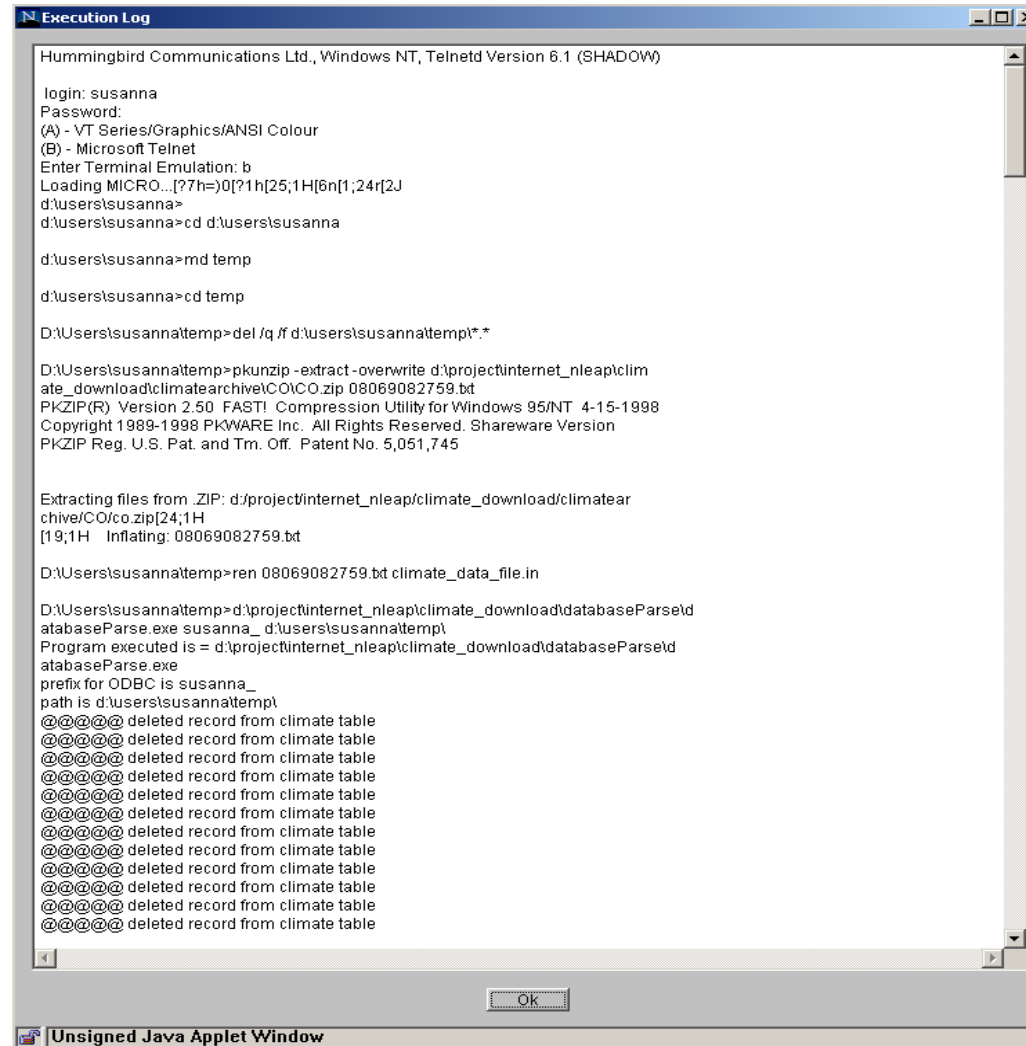 Execution Log
Hummingbird Communications Ltd., Windows NT, Telnetd Version 6.1 (SHADOW)
login: susanna
Password:
(A) - VT Series/Graphics/ANSI Colour
(B) - Microsoft Telnet
Enter Terminal Emulation: b
Loading MICRO...[?7h=)0[?1h[25;1H[6n[1;24r[2J
d:\users\susanna>
d:\users\susanna>cd d:\users\susanna
d:\users\susanna>md temp
d:\users\susanna>cd temp
D:\Users\susanna\temp>del /q /f d:\users\susanna\temp\*.*
D:\Users\susanna\temp>pkunzip -extract -overwrite d:\project\internet_nleap\clim
ate_download\climatearchive\CO\CO.zip 08069082759.txt
PKZIP(R)  Version 2.50  FAST!  Compression Utility for Windows 95/NT  4-15-1998
Copyright 1989-1998 PKWARE Inc.  All Rights Reserved. Shareware Version
PKZIP Reg. U.S. Pat. and Tm. Off.  Patent No. 5,051,745
Extracting files from .ZIP: d:/project/internet_nleap/climate_download/climatear
chive/CO/co.zip[24;1H
[19;1H    Inflating: 08069082759.txt
D:\Users\susanna\temp>ren 08069082759.txt climate_data_file.in
D:\Users\susanna\temp>d:\project\internet_nleap\climate_download\databaseParse\d
atabaseParse.exe susanna_ d:\users\susanna\temp\
Program executed is = d:\project\internet_nleap\climate_download\databaseParse\d
atabaseParse.exe
prefix for ODBC is susanna_
path is d:\users\susanna\temp\
@@@@@ deleted record from climate table
@@@@@ deleted record from climate table
@@@@@ deleted record from climate table
@@@@@ deleted record from climate table
@@@@@ deleted record from climate table
@@@@@ deleted record from climate table
@@@@@ deleted record from climate table
@@@@@ deleted record from climate table
@@@@@ deleted record from climate table
@@@@@ deleted record from climate table
@@@@@ deleted record from climate table
@@@@@ deleted record from climate table
Ok
Unsigned Java Applet Window